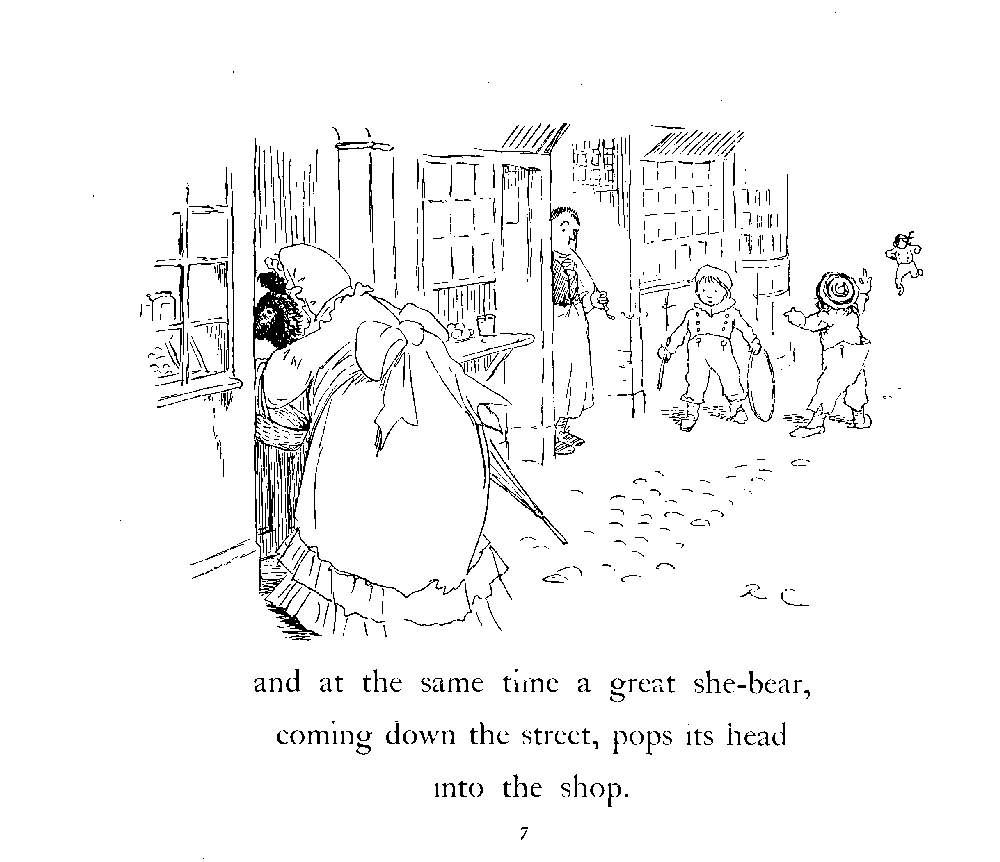 R C
and at the same time a great she-bear,
coming down the street, pops its head
into the shop.
7